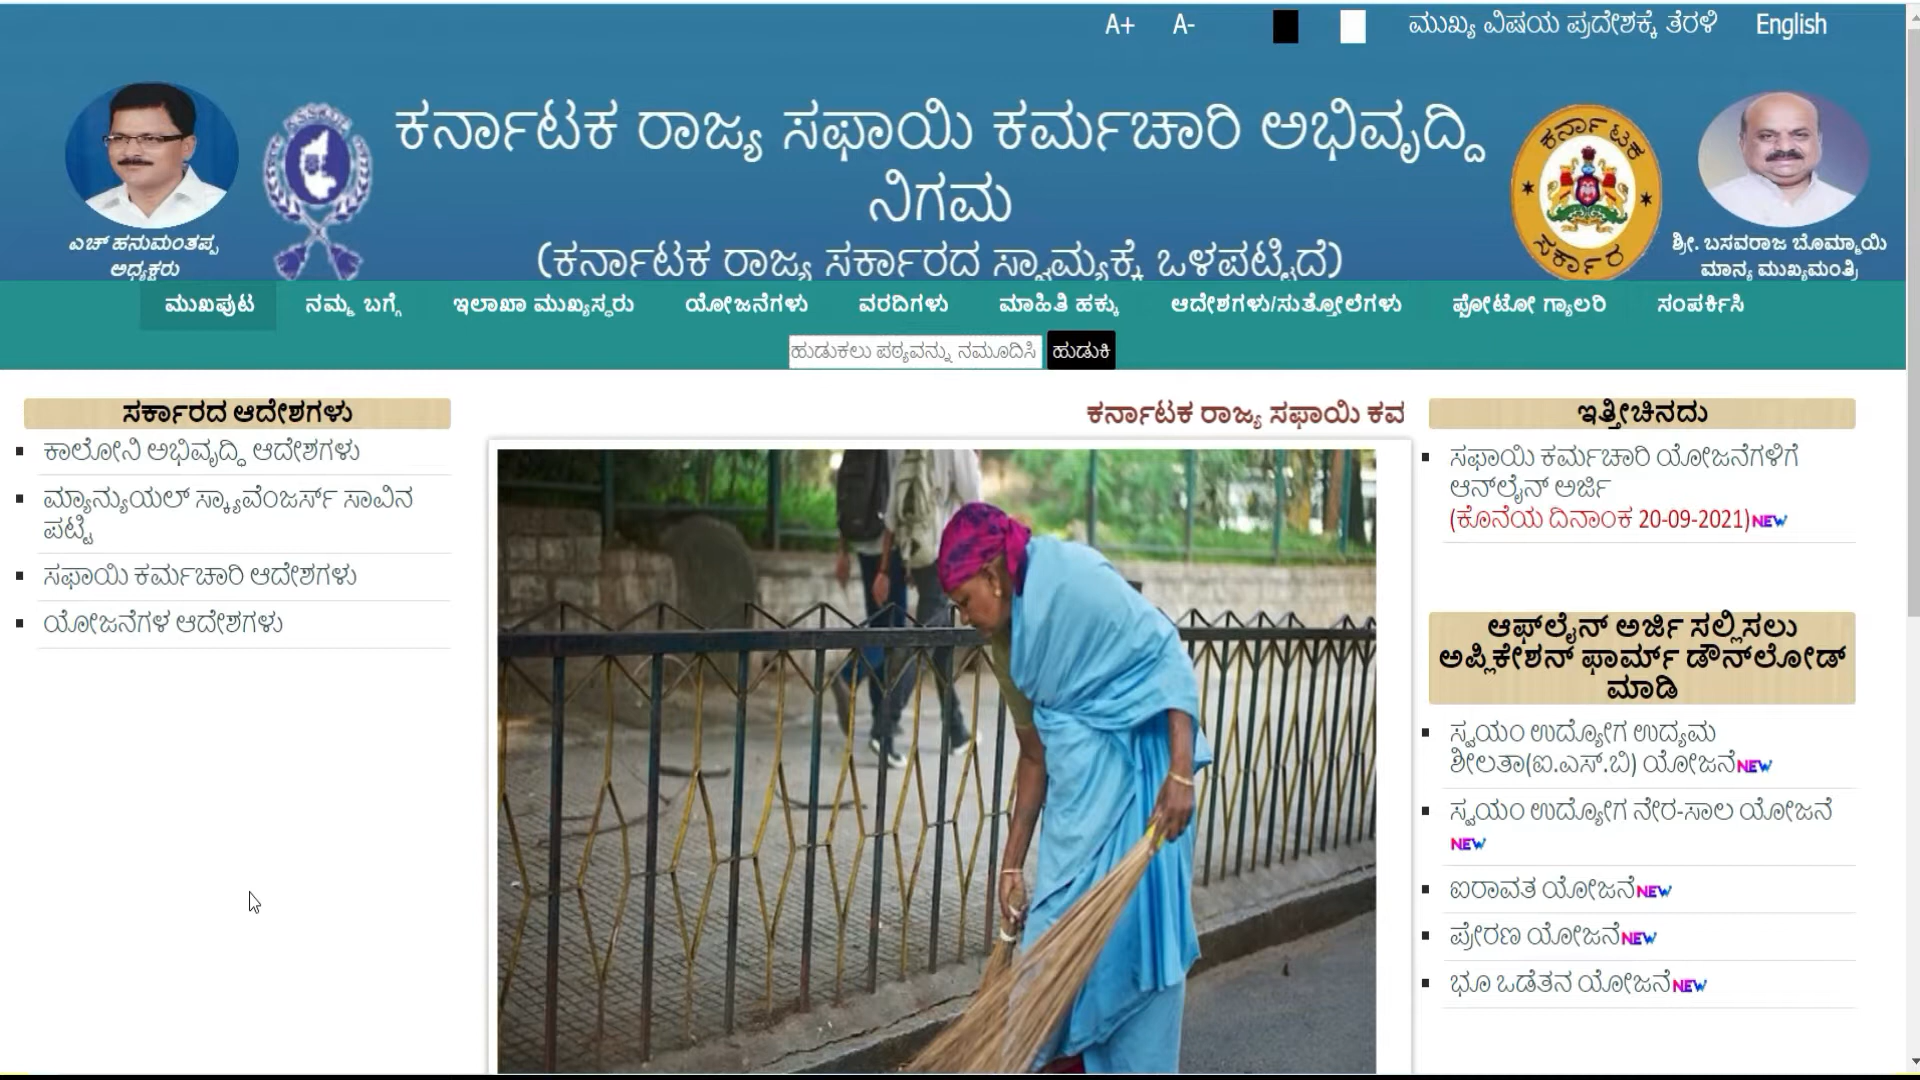 A+ A- ಮುಖ್ಯ ವಿಷಯ ಪ್ರದೇಶಕ್ಕೆ ತೆರಳಿ English
ಕರ್ನಾಟಕ ರಾಜ್ಯ ಸಫಾಯಿ ಕರ್ಮಚಾರಿ ಅಭಿವೃದ್ದಿ
ನಿಗಮ
(ಕರ್ನಾಟಕ ರಾಜ್ಯ ಸರ್ಕಾರದ ಸ್ವಾಮ್ಯಕ್ಕೆ ಒಳಪಟ್ಟಿದೆ)
ಎಚ್ ಹನುಮಂತಪ್ಪ
ಅಧ್ಯಕ್ಷರು
ಕರ್ನಾಟಕ
ಸರ್ಕಾರ
ಶ್ರೀ. ಬಸವರಾಜ ಬೊಮ್ಮಾಯಿ
ಮಾನ್ಯ ಮುಖ್ಯಮಂತ್ರಿ
ಮುಖಪುಟ ನಮ್ಮ ಬಗ್ಗೆ ಇಲಾಖಾ ಮುಖ್ಯಸ್ಥರು ಯೋಜನೆಗಳು ವರದಿಗಳು ಮಾಹಿತಿ ಹಕ್ಕು ಆದೇಶಗಳು/ಸುತ್ತೋಲೆಗಳು ಫೋಟೋ ಗ್ಯಾಲರಿ ಸಂಪರ್ಕಿಸಿ
ಹುಡುಕಲು ಪಠ್ಯವನ್ನು ನಮೂದಿಸಿ ಹುಡುಕಿ
ಸರ್ಕಾರದ ಆದೇಶಗಳು
ಕಾಲೋನಿ ಅಭಿವೃದ್ಧಿ ಆದೇಶಗಳು
ಮ್ಯಾನ್ಯುಯಲ್ ಸ್ಕ್ಯಾವೆಂಜರ್ಸ್ ಸಾವಿನ
ಪಟ್ಟಿ
ಸಫಾಯಿ ಕರ್ಮಚಾರಿ ಆದೇಶಗಳು
ಯೋಜನೆಗಳ ಆದೇಶಗಳು
ಕರ್ನಾಟಕ ರಾಜ್ಯ ಸಫಾಯಿ ಕವ
ಇತ್ತೀಚಿನದು
ಸಫಾಯಿ ಕರ್ಮಚಾರಿ ಯೋಜನೆಗಳಿಗೆ
ಆನ್‌ಲೈನ್ ಅರ್ಜಿ
(ಕೊನೆಯ ದಿನಾಂಕ 20-09-2021)NEW
ಆಫ್‌ಲೈನ್ ಅರ್ಜಿ ಸಲ್ಲಿಸಲು
ಅಪ್ಲಿಕೇಶನ್ ಫಾರ್ಮ್ ಡೌನ್‌ಲೋಡ್
ಮಾಡಿ
ಸ್ವಯಂ ಉದ್ಯೋಗ ಉದ್ಯಮ
ಶೀಲತಾ(ಐ.ಎಸ್.ಬಿ) ಯೋಜನೆNEW
ಸ್ವಯಂ ಉದ್ಯೋಗ ನೇರ-ಸಾಲ ಯೋಜನೆ
NEW
ಐರಾವತ ಯೋಜನೆNEW
ಪ್ರೇರಣ ಯೋಜನೆNEW
ಭೂ ಒಡೆತನ ಯೋಜನೆNEW